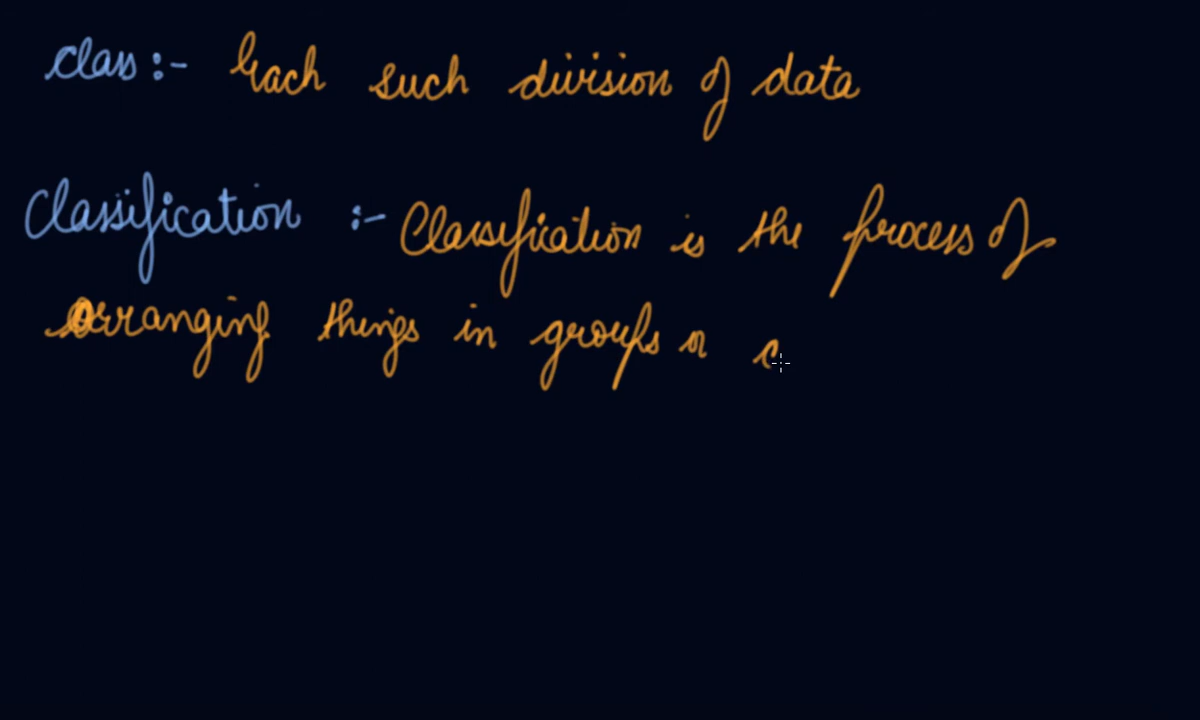 class :- Each such division of data
Classification :- Classification is the process of
arranging things in groups or c